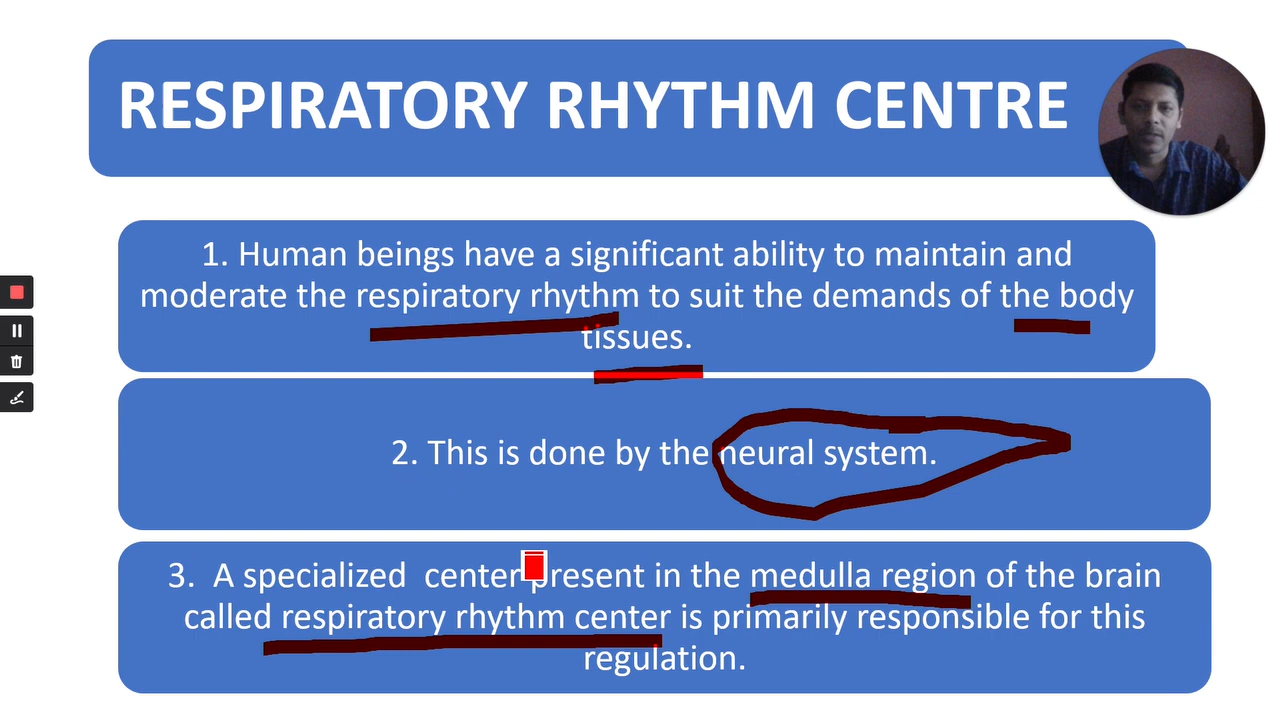 RESPIRATORY RHYTHM CENTRE
1. Human beings have a significant ability to maintain and
moderate the respiratory rhythm to suit the demands of the body
tissues.
2. This is done by the neural system.
3. A specialized center present in the medulla region of the brain
called respiratory rhythm center is primarily responsible for this
regulation.